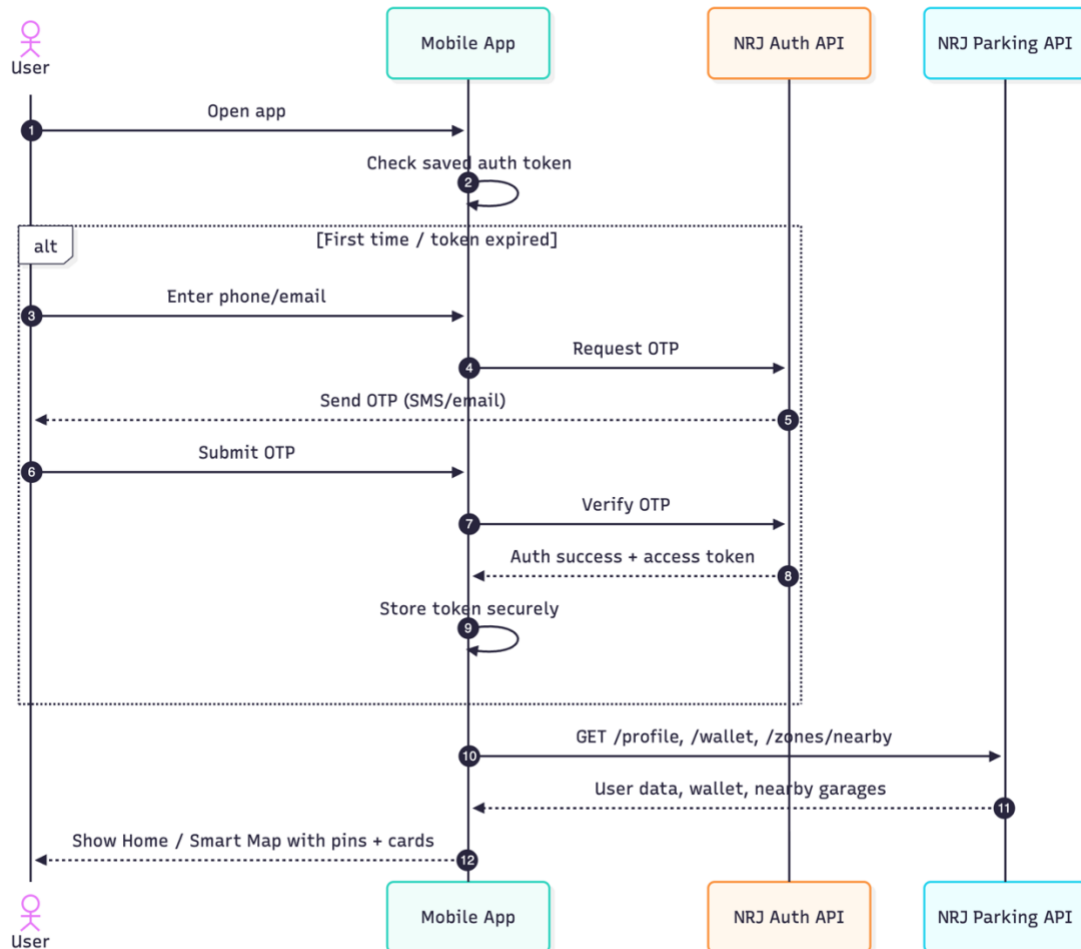 User
Mobile App
NRJ Auth API
NRJ Parking API
Open app
1
Check saved auth token
2
alt
[First time / token expired]
Enter phone/email
3
Request OTP
4
Send OTP (SMS/email)
5
Submit OTP
6
Verify OTP
7
Auth success + access token
8
Store token securely
9
GET /profile, /wallet, /zones/nearby
10
User data, wallet, nearby garages
11
Show Home / Smart Map with pins + cards
12
User
Mobile App
NRJ Auth API
NRJ Parking API